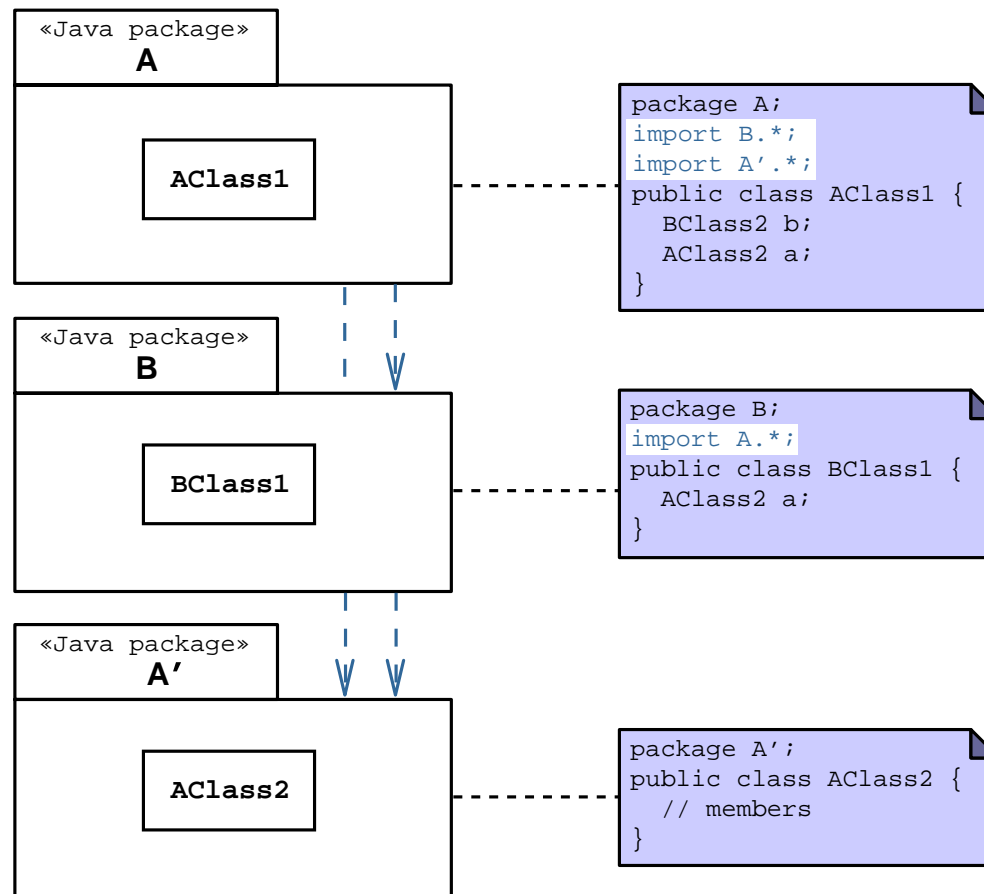 «Java package»
A
AClass1
package A;
import B.*;
import A′.*;
public class AClass1 {
  BClass2 b;
  AClass2 a;
}
«Java package»
B
BClass1
package B;
import A.*;
public class BClass1 {
  AClass2 a;
}
«Java package»
A′
AClass2
package A′;
public class AClass2 {
  // members
}